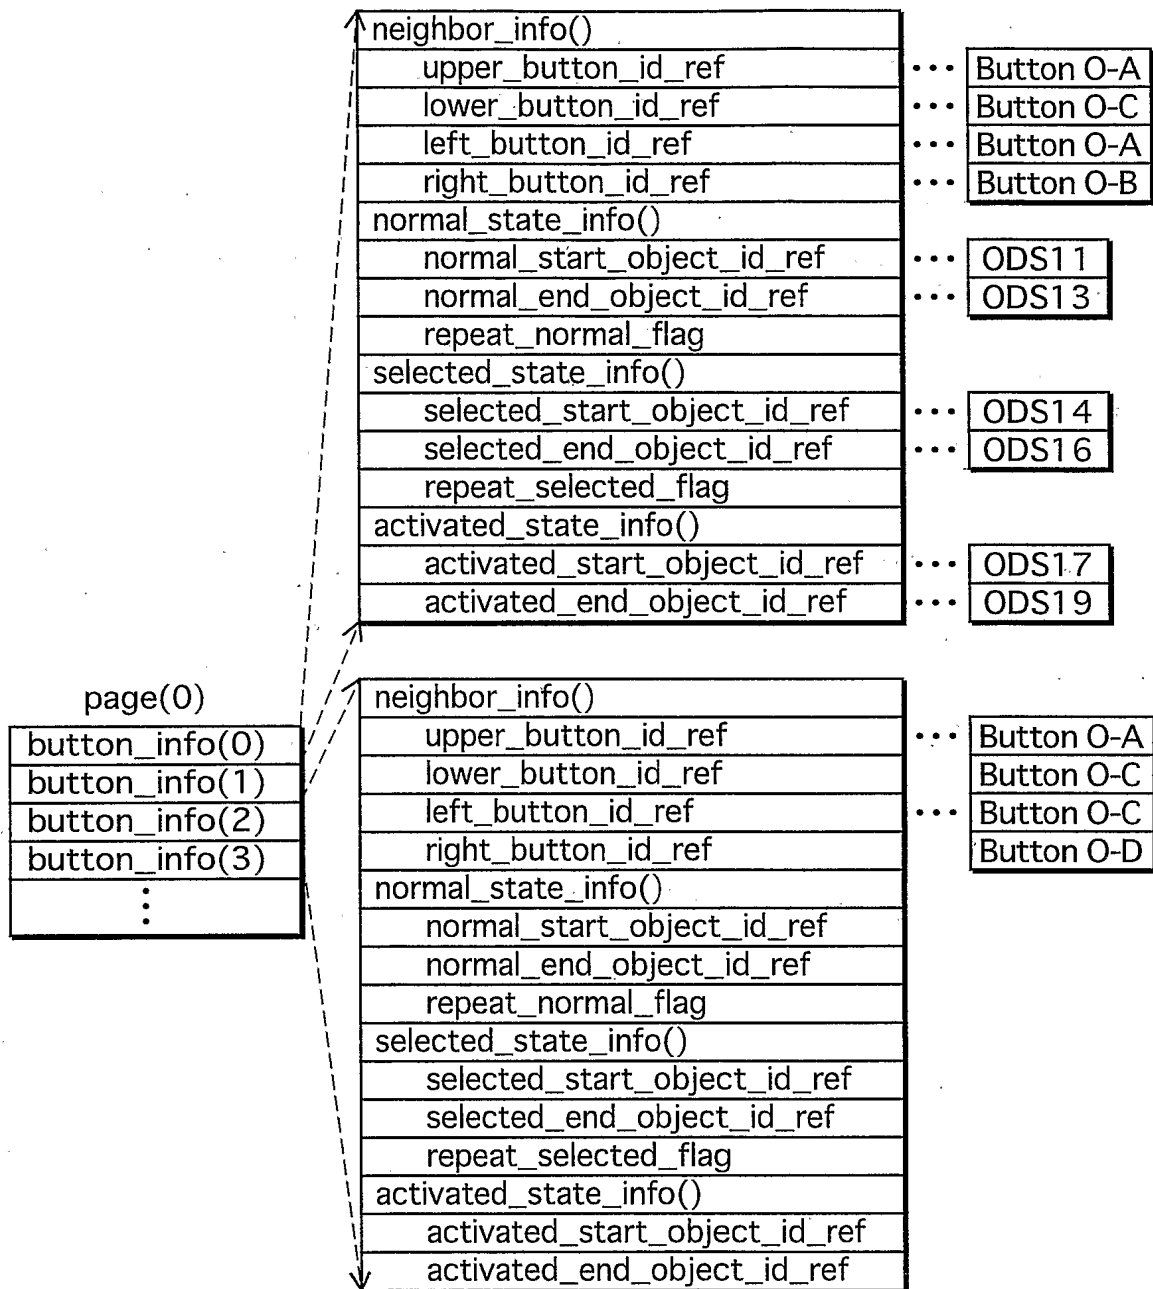 neighbor_info()
upper_button_id_ref ... Button O-A
lower_button_id_ref ... Button O-C
left_button_id_ref ... Button O-A
right_button_id_ref ... Button O-B
normal_state_info()
normal_start_object_id_ref ... ODS11
normal_end_object_id_ref ... ODS13
repeat_normal_flag
selected_state_info()
selected_start_object_id_ref ... ODS14
selected_end_object_id_ref ... ODS16
repeat_selected_flag
activated_state_info()
activated_start_object_id_ref ... ODS17
activated_end_object_id_ref ... ODS19
page(0)
button_info(0)
button_info(1)
button_info(2)
button_info(3)
⋮
neighbor_info()
upper_button_id_ref ... Button O-A
lower_button_id_ref Button O-C
left_button_id_ref ... Button O-C
right_button_id_ref Button O-D
normal_state_info()
normal_start_object_id_ref
normal_end_object_id_ref
repeat_normal_flag
selected_state_info()
selected_start_object_id_ref
selected_end_object_id_ref
repeat_selected_flag
activated_state_info()
activated_start_object_id_ref
activated_end_object_id_ref